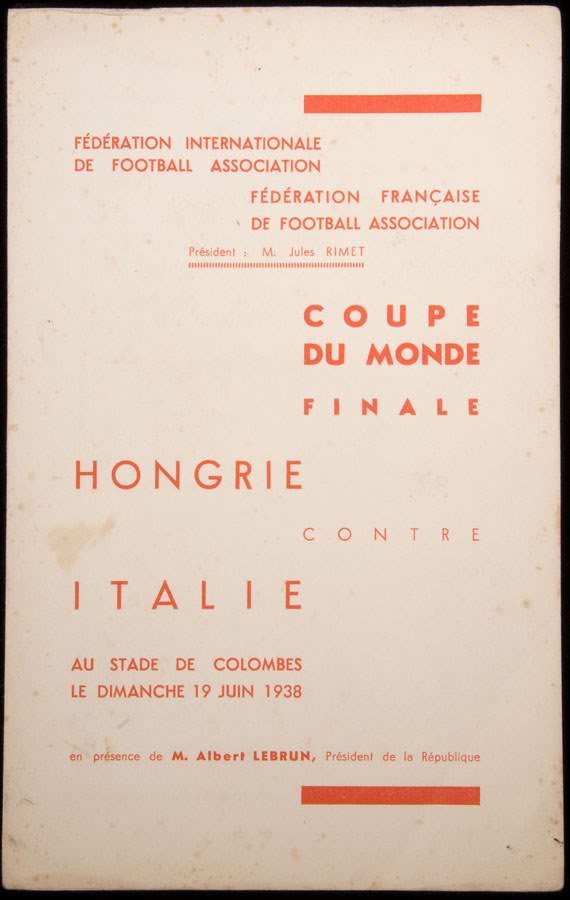 FÉDÉRATION INTERNATIONALE
DE FOOTBALL ASSOCIATION
FÉDÉRATION FRANÇAISE
DE FOOTBALL ASSOCIATION
Président : M. Jules RIMET
COUPE
DU MONDE
FINALE
HONGRIE
CONTRE
ITALIE
AU STADE DE COLOMBES
LE DIMANCHE 19 JUIN 1938
en présence de M. Albert LEBRUN, Président de la République